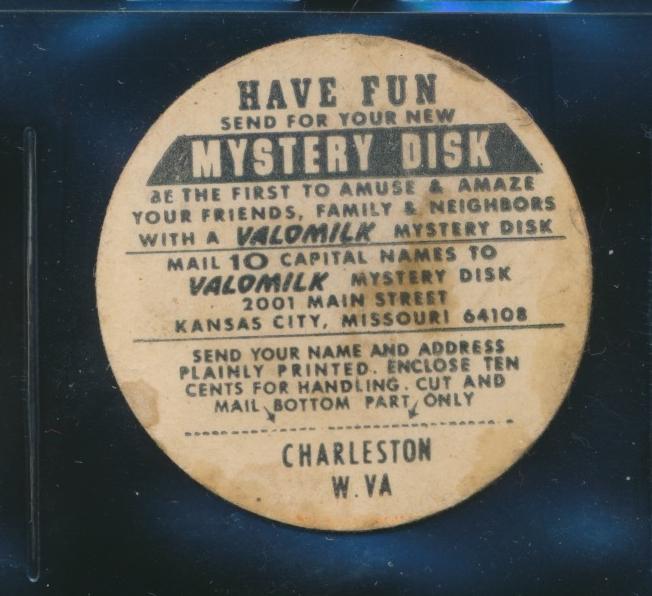 HAVE FUN
SEND FOR YOUR NEW
MYSTERY DISK
BE THE FIRST TO AMUSE & AMAZE
YOUR FRIENDS, FAMILY & NEIGHBORS
WITH A VALOMILK MYSTERY DISK
MAIL 10 CAPITAL NAMES TO
VALOMILK MYSTERY DISK
2001 MAIN STREET
KANSAS CITY, MISSOURI 64108
SEND YOUR NAME AND ADDRESS
PLAINLY PRINTED. ENCLOSE TEN
CENTS FOR HANDLING. CUT AND
MAIL BOTTOM PART ONLY
CHARLESTON
W.VA